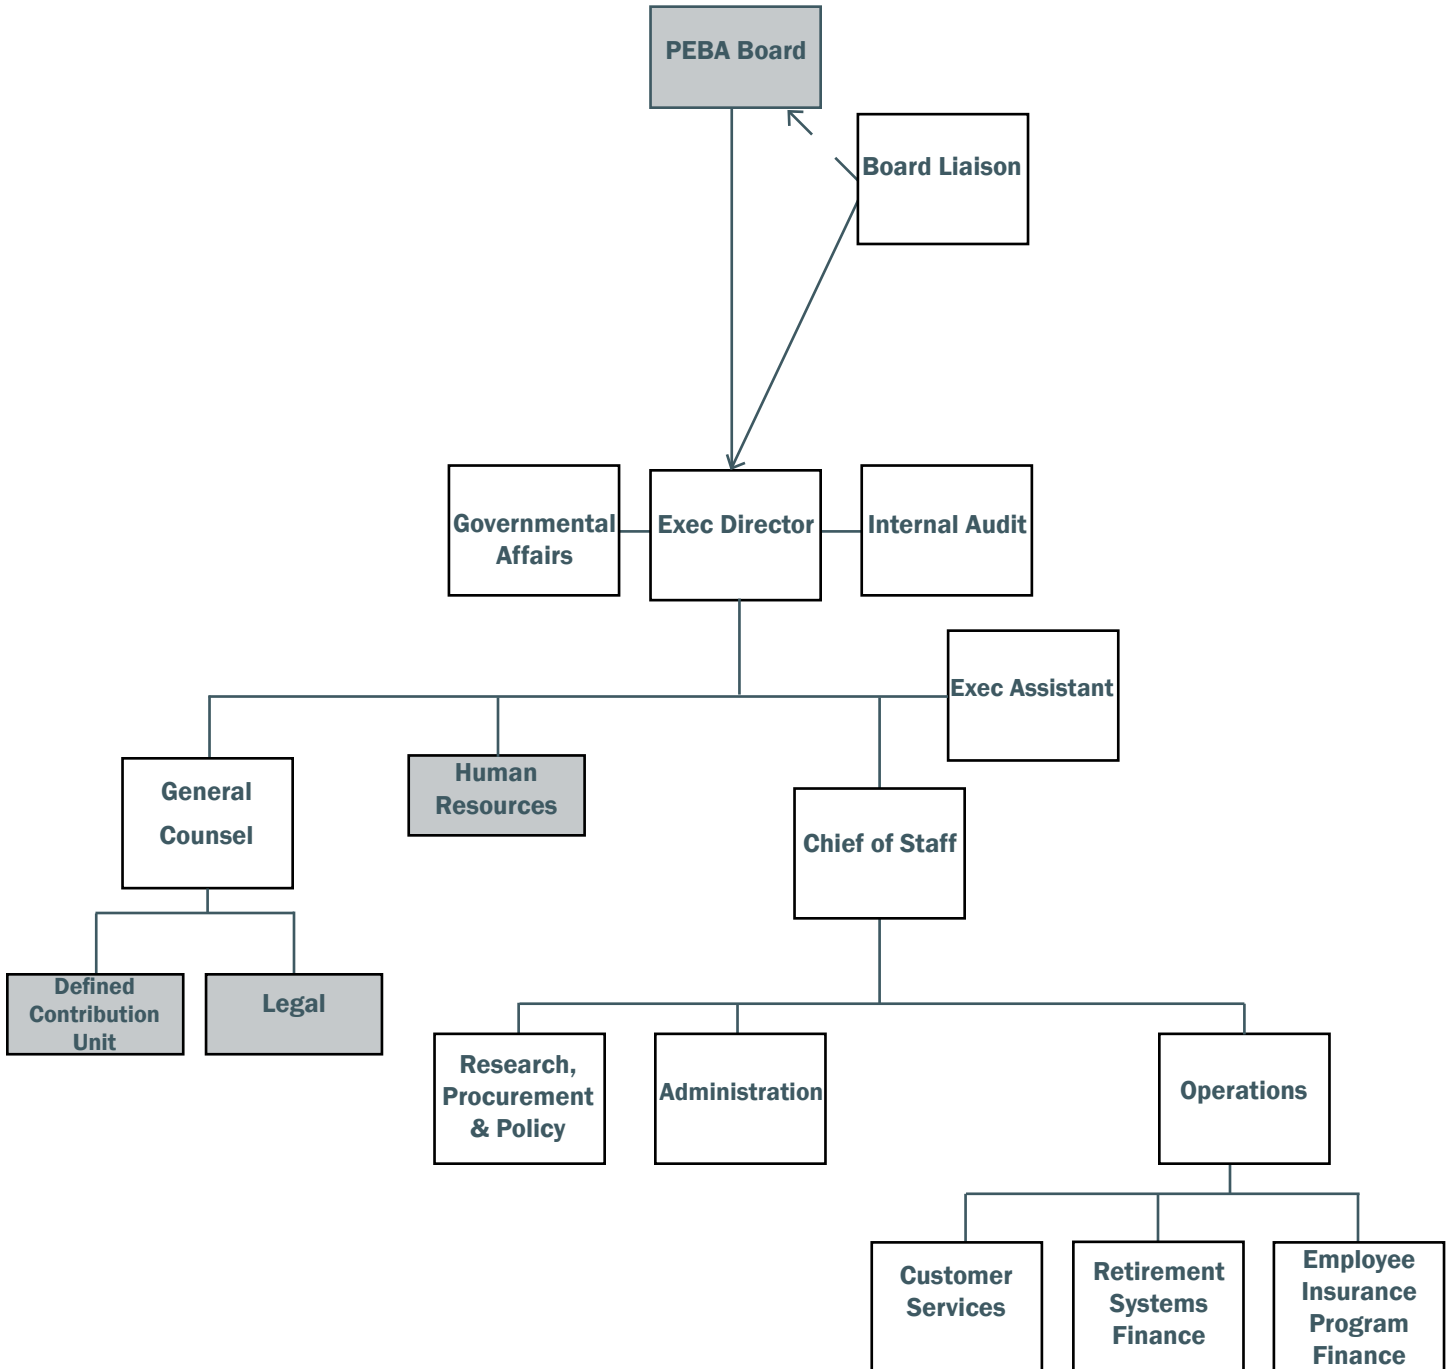 PEBA Board
Board Liaison
Governmental
Affairs
Exec Director
Internal Audit
Exec Assistant
General
Counsel
Human
Resources
Chief of Staff
Defined
Contribution
Unit
Legal
Research,
Procurement
& Policy
Administration
Operations
Customer
Services
Retirement
Systems
Finance
Employee
Insurance
Program
Finance